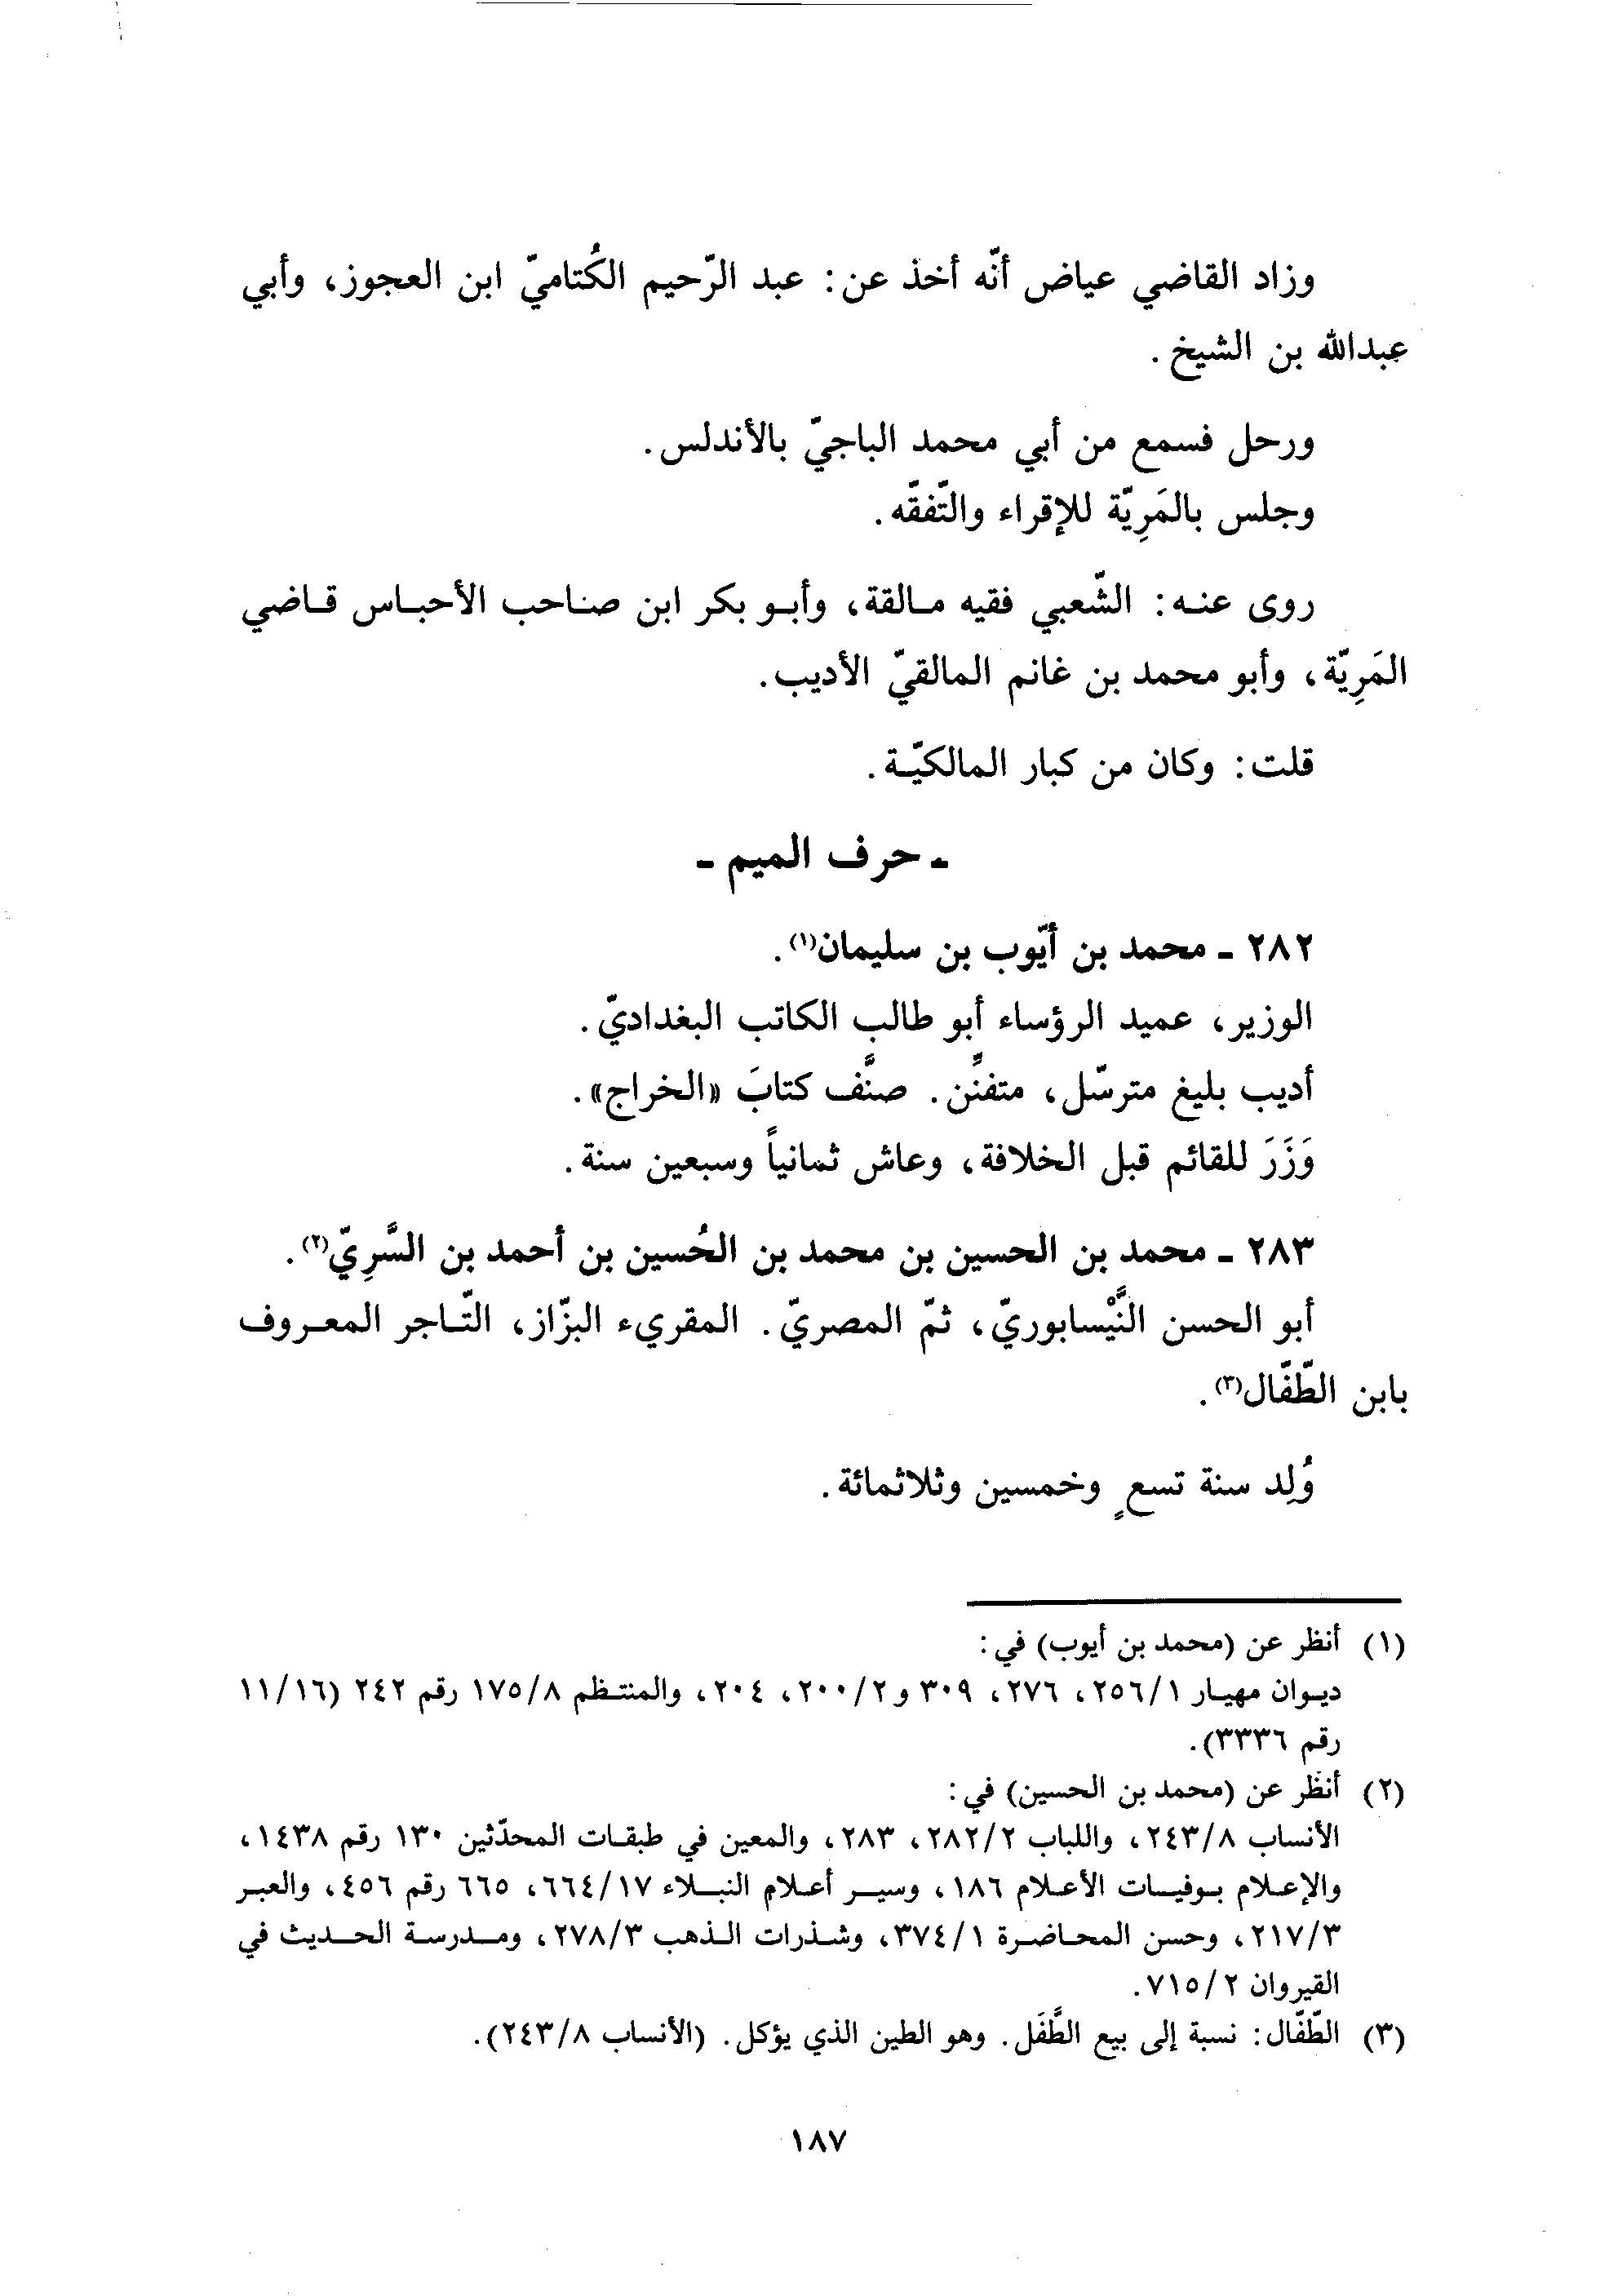 وزاد القاضي عياض أنّه أخذ عن: عبد الرّحيم الكُتاميّ ابن العجوز، وأبي
عبدالله بن الشيخ.
ورحل فسمع من أبي محمد الباجيّ بالأندلس.
وجلس بالمَرِيّة للإقراء والتّفقّه.
روى عنه: الشّعبي فقيه مالقة، وأبو بكر ابن صاحب الأحباس قاضي
المَرِيّة، وأبو محمد بن غانم المالقيّ الأديب.
قلت: وكان من كبار المالكيّة.
ـ حرف الميم ـ
٢٨٢ ـ محمد بن أيّوب بن سليمان(١).
الوزير، عميد الرؤساء أبو طالب الكاتب البغداديّ.
أديب بليغ مترسّل، متفنِّن. صنَّف كتابَ «الخراج».
وَزَرَ للقائم قبل الخلافة، وعاش ثمانياً وسبعين سنة.
٢٨٣ ـ محمد بن الحسين بن محمد بن الحُسين بن أحمد بن السَّرِيّ(٢).
أبو الحسن النَّيْسابوريّ، ثمّ المصريّ. المقريء البزّاز، التّاجر المعروف
بابن الطّفّال(٣).
وُلِد سنة تسعٍ وخمسين وثلاثمائة.
(١) أنظر عن (محمد بن أيوب) في:
ديوان مهيار ٢٥٦/١، ٢٧٦، ٣٠٩ و٢٠٠/٢، ٢٠٤، والمنتظم ١٧٥/٨ رقم ٢٤٢ (١١/١٦
رقم ٣٣٣٦).
(٢) أنظر عن (محمد بن الحسين) في:
الأنساب ٢٤٣/٨، واللباب ٢٨٢/٢، ٢٨٣، والمعين في طبقات المحدّثين ١٣٠ رقم ١٤٣٨،
والإعلام بوفيات الأعلام ١٨٦، وسير أعلام النبلاء ٦٦٤/١٧، ٦٦٥ رقم ٤٥٦، والعبر
٢١٧/٣، وحسن المحاضرة ٣٧٤/١، وشذرات الذهب ٢٧٨/٣، ومدرسة الحديث في
القيروان ٧١٥/٢.
(٣) الطّفّال: نسبة إلى بيع الطَّفَل. وهو الطين الذي يؤكل. (الأنساب ٢٤٣/٨).
١٨٧